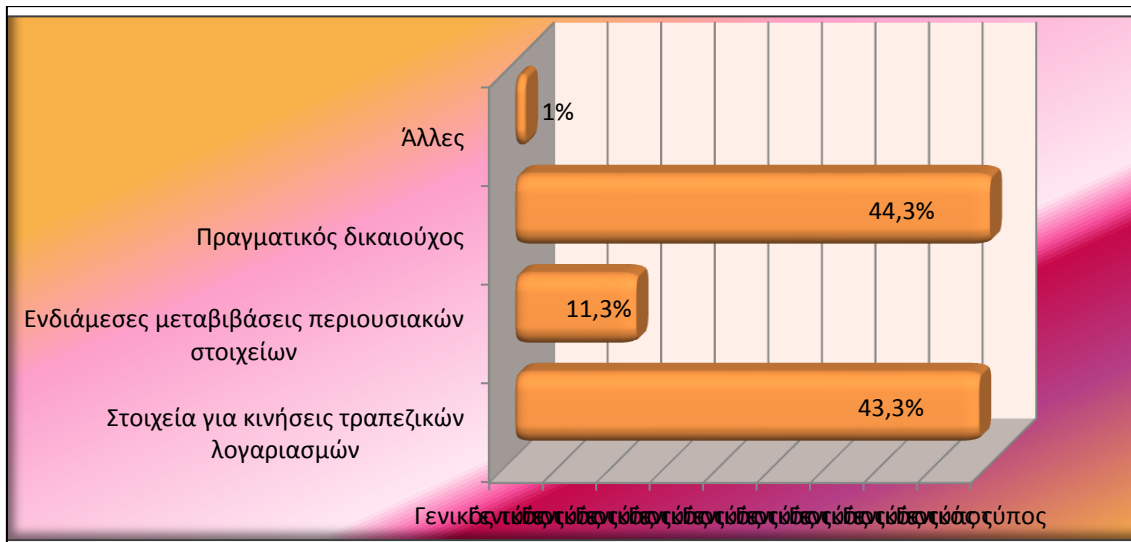 Άλλες
1%
Πραγματικός δικαιούχος
44,3%
Ενδιάμεσες μεταβιβάσεις περιουσιακών
στοιχείων
11,3%
Στοιχεία για κινήσεις τραπεζικών
λογαριασμών
43,3%